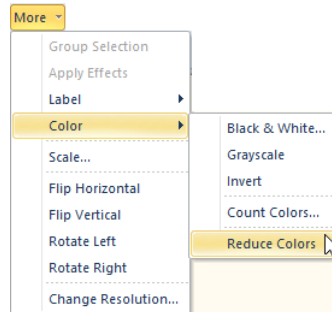 More
Group Selection
Apply Effects
Label
Color
Scale...
Flip Horizontal
Flip Vertical
Rotate Left
Rotate Right
Change Resolution...
Black & White...
Grayscale
Invert
Count Colors...
Reduce Colors